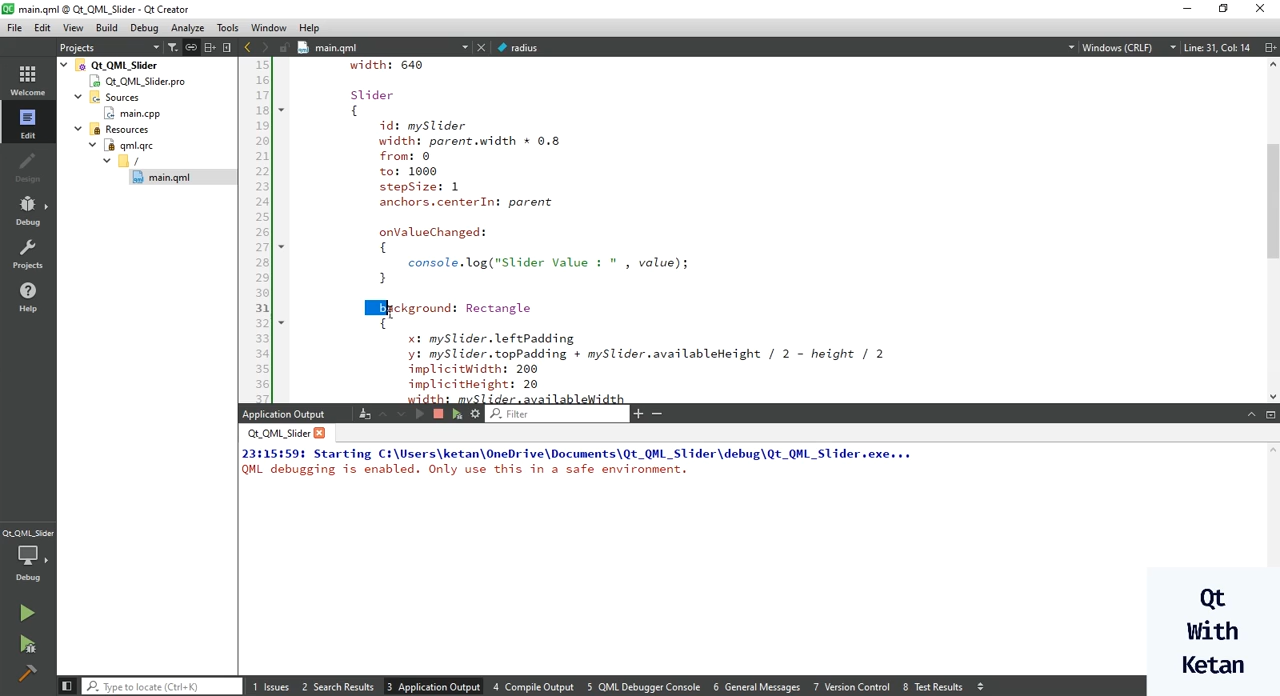 main.qml @ Qt_QML_Slider - Qt Creator
File Edit View Build Debug Analyze Tools Window Help
Projects main.qml radius Windows (CRLF) Line: 31, Col: 14
Welcome
Edit
Design
Debug
Projects
Help
Qt_QML_Slider
Debug
Qt_QML_Slider
Qt_QML_Slider.pro
Sources
main.cpp
Resources
qml.qrc
/
main.qml
15 width: 640
16
17 Slider
18 {
19 id: mySlider
20 width: parent.width * 0.8
21 from: 0
22 to: 1000
23 stepSize: 1
24 anchors.centerIn: parent
25
26 onValueChanged:
27 {
28 console.log("Slider Value : " , value);
29 }
30
31 background: Rectangle
32 {
33 x: mySlider.leftPadding
34 y: mySlider.topPadding + mySlider.availableHeight / 2 - height / 2
35 implicitWidth: 200
36 implicitHeight: 20
37 width: mySlider.availableWidth
Application Output Filter
Qt_QML_Slider
23:15:59: Starting C:\Users\ketan\OneDrive\Documents\Qt_QML_Slider\debug\Qt_QML_Slider.exe...
QML debugging is enabled. Only use this in a safe environment.
Qt
With
Ketan
Type to locate (Ctrl+K) 1 Issues 2 Search Results 3 Application Output 4 Compile Output 5 QML Debugger Console 6 General Messages 7 Version Control 8 Test Results